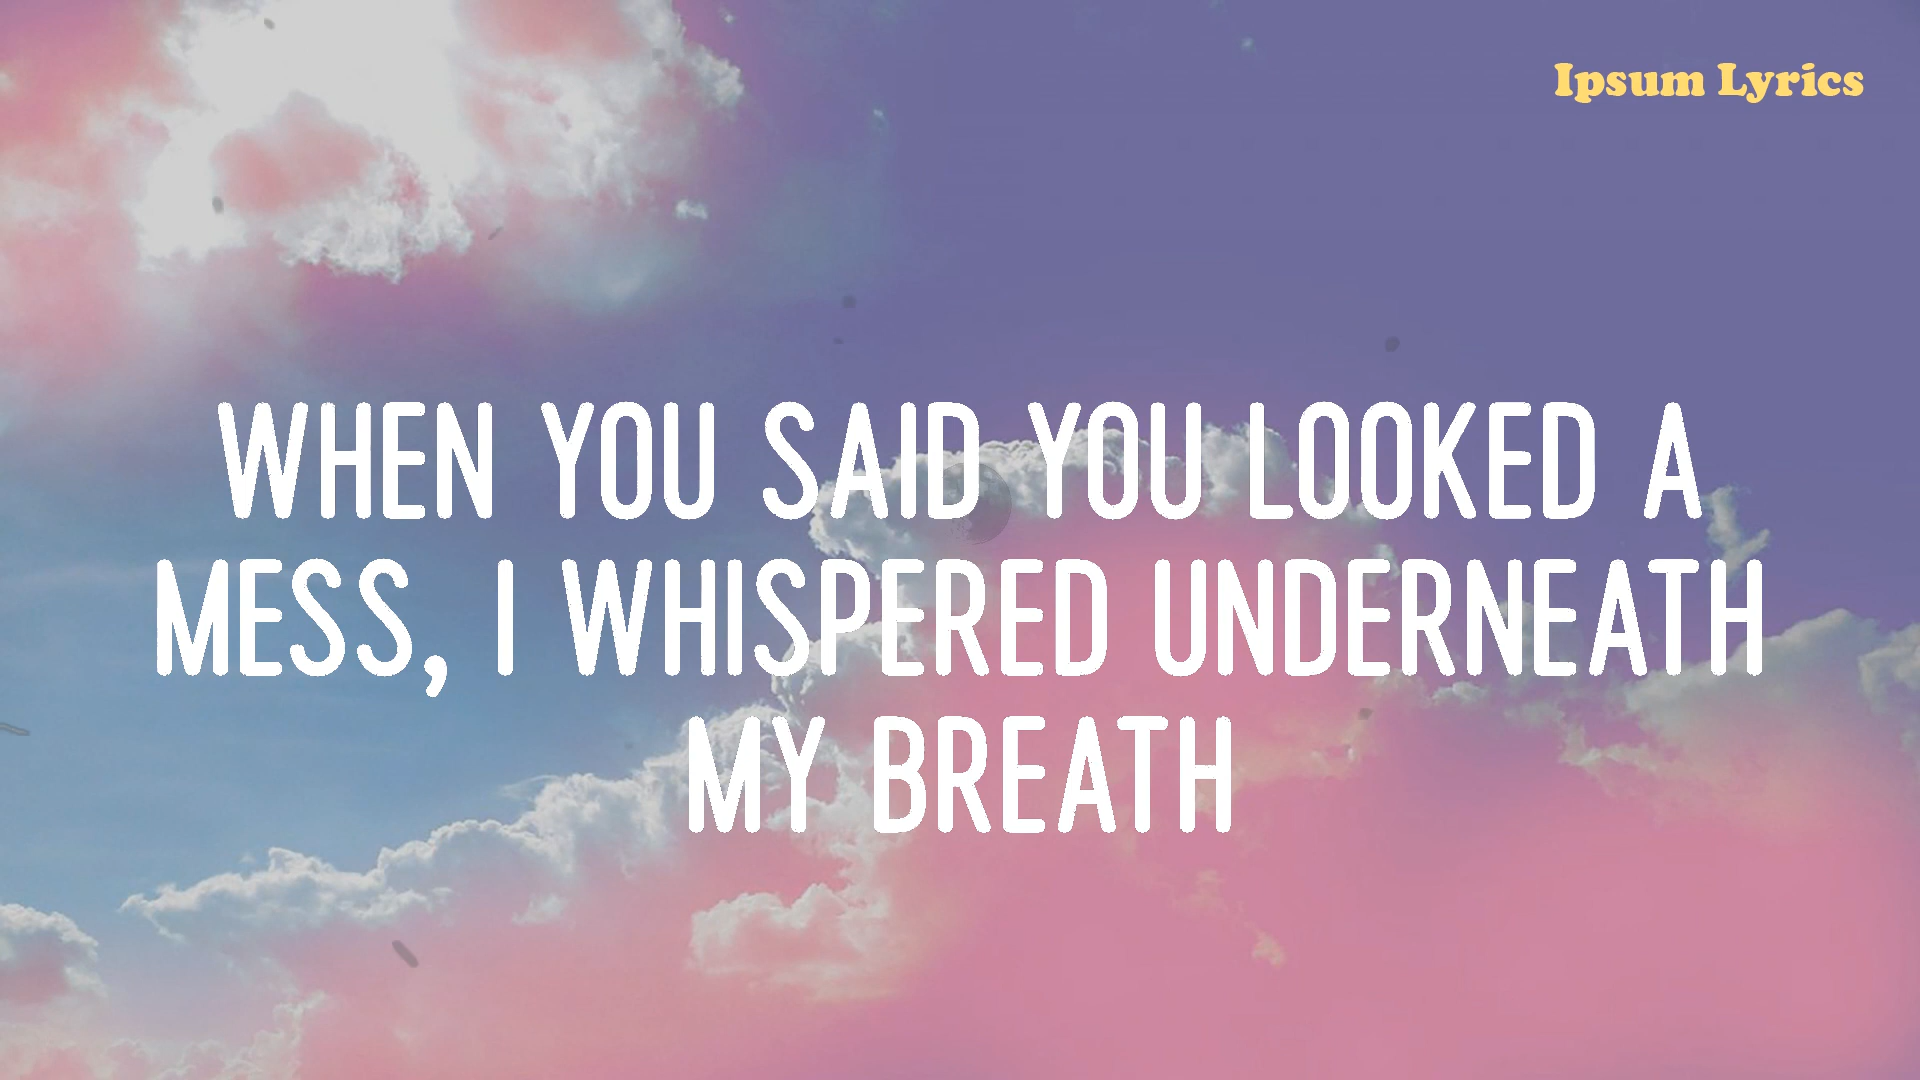 Ipsum Lyrics
WHEN YOU SAID YOU LOOKED A
MESS, I WHISPERED UNDERNEATH
MY BREATH